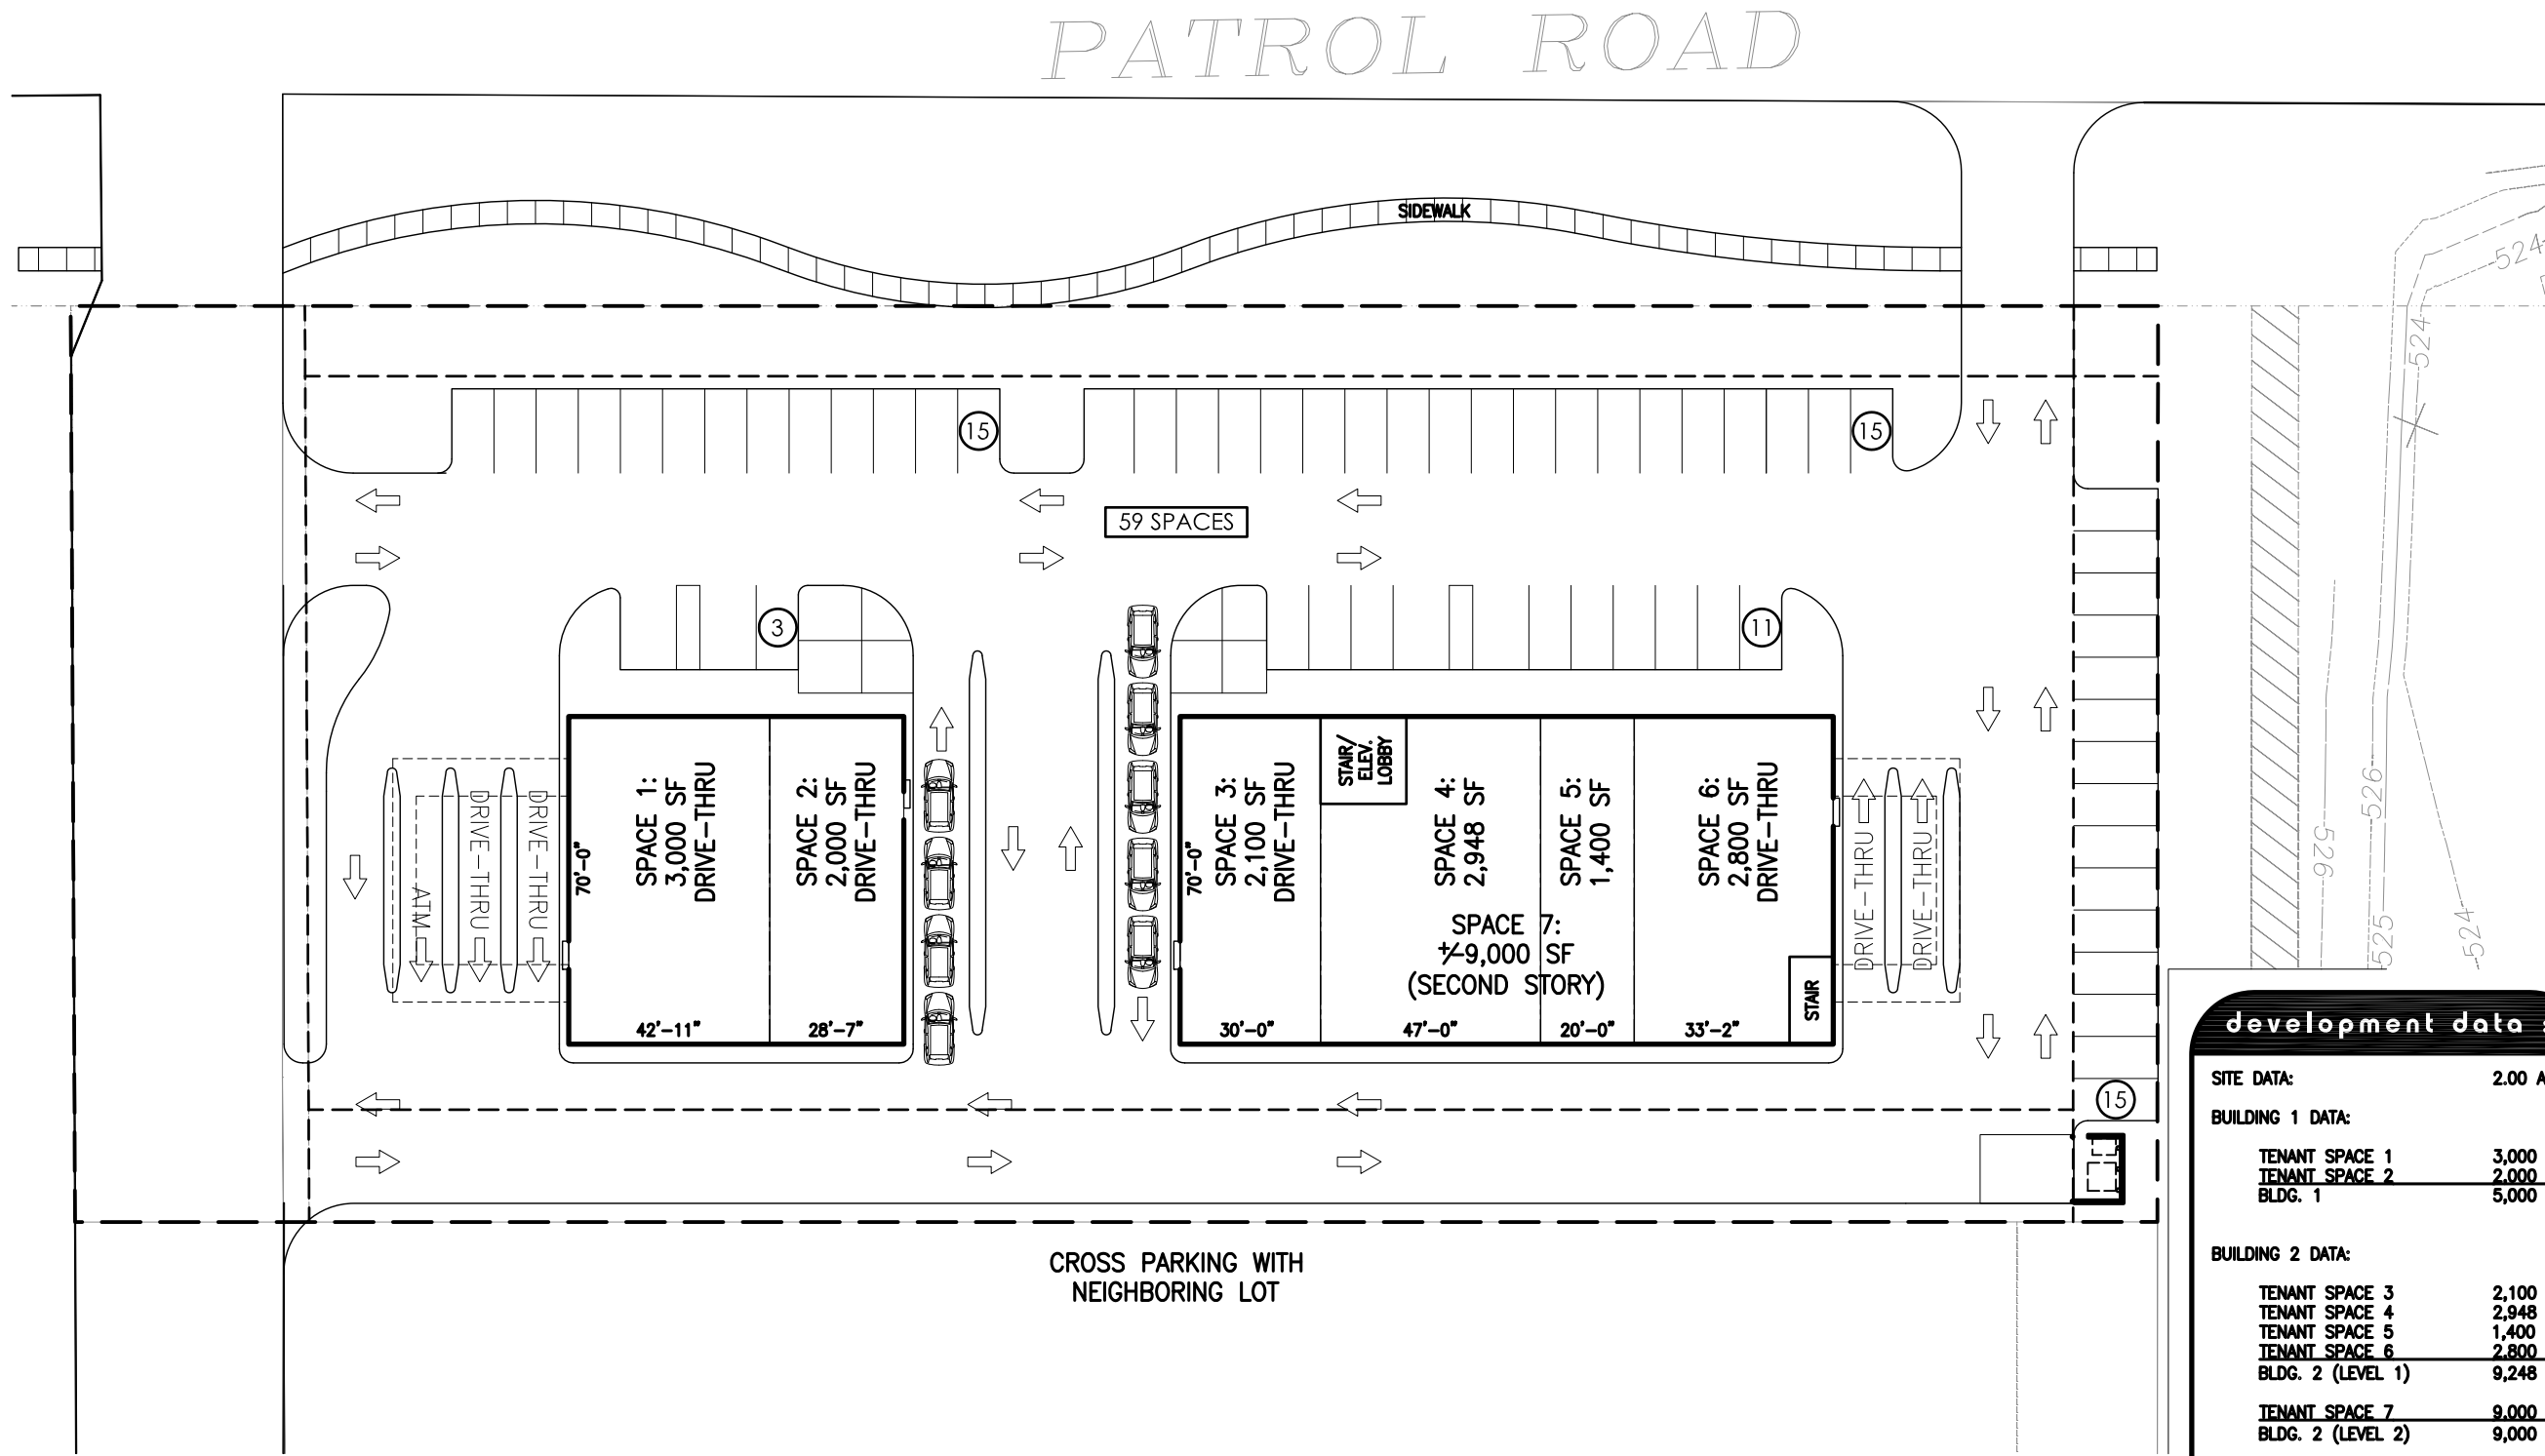 PATROL ROAD
SIDEWALK
524
524
15
15
59 SPACES
3
11
SPACE 1:
3,000 SF
DRIVE-THRU
70'-0"
42'-11"
SPACE 2:
2,000 SF
DRIVE-THRU
28'-7"
ATM
DRIVE-THRU
DRIVE-THRU
SPACE 3:
2,100 SF
DRIVE-THRU
70'-0"
30'-0"
STAIR/
ELEV.
LOBBY
SPACE 4:
2,948 SF
47'-0"
SPACE 5:
1,400 SF
20'-0"
SPACE 6:
2,800 SF
DRIVE-THRU
33'-2"
SPACE 7:
+/-9,000 SF
(SECOND STORY)
STAIR
DRIVE-THRU
DRIVE-THRU
526
526
525
524
15
CROSS PARKING WITH
NEIGHBORING LOT
development data
SITE DATA: 2.00
BUILDING 1 DATA:
TENANT SPACE 1 3,000
TENANT SPACE 2 2,000
BLDG. 1 5,000
BUILDING 2 DATA:
TENANT SPACE 3 2,100
TENANT SPACE 4 2,948
TENANT SPACE 5 1,400
TENANT SPACE 6 2,800
BLDG. 2 (LEVEL 1) 9,248
TENANT SPACE 7 9,000
BLDG. 2 (LEVEL 2) 9,000